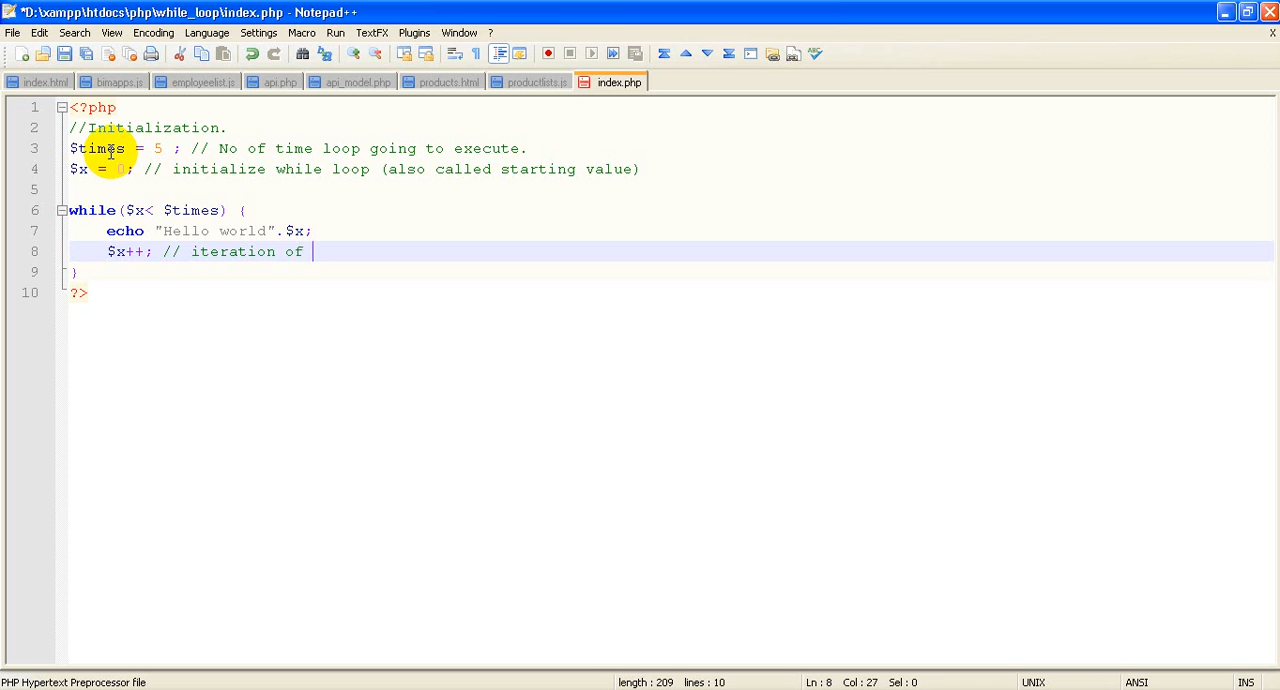 *D:\xampp\htdocs\php\while_loop\index.php - Notepad++
File Edit Search View Encoding Language Settings Macro Run TextFX Plugins Window ? X
index.html bimapps.js employeelist.js api.php api_model.php products.html productlists.js index.php
1 <?php
2 //Initialization.
3 $times = 5 ; // No of time loop going to execute.
4 $x = 0; // initialize while loop (also called starting value)
5
6 while($x< $times) {
7 echo "Hello world".$x;
8 $x++; // iteration of
9 }
10 ?>
PHP Hypertext Preprocessor file length : 209 lines : 10 Ln : 8 Col : 27 Sel : 0 UNIX ANSI INS